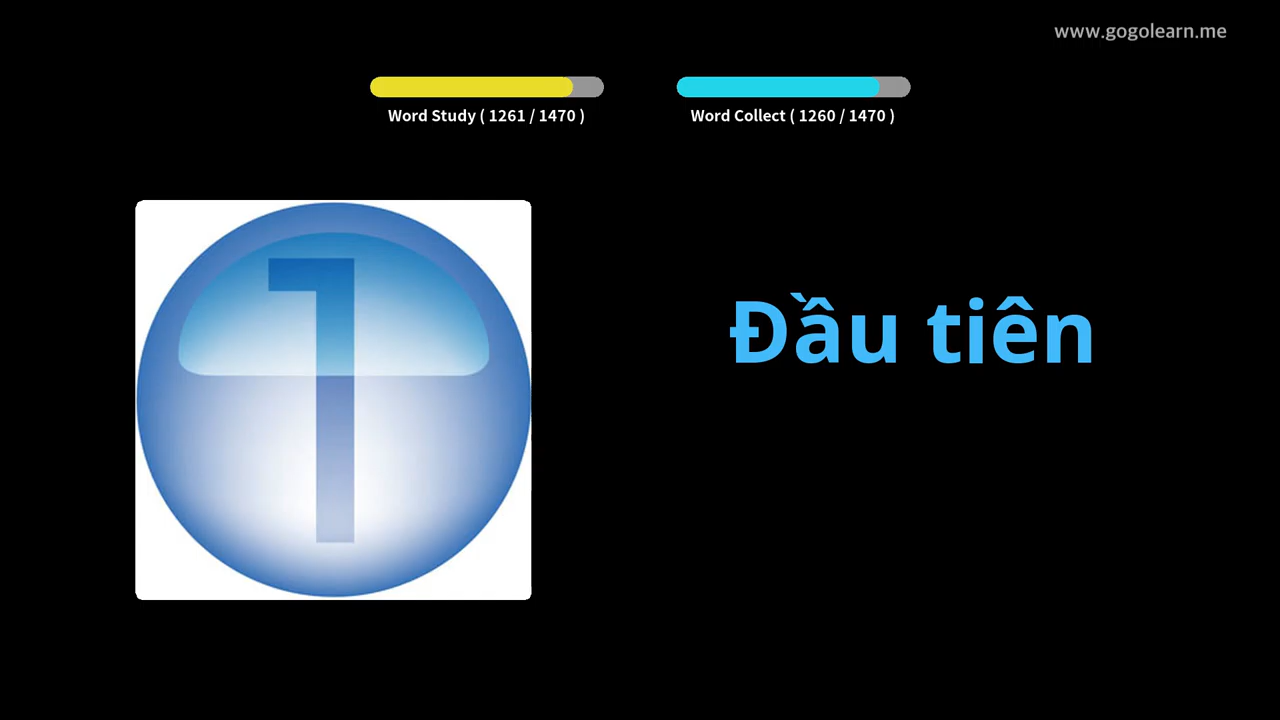 www.gogolearn.me
Word Study ( 1261 / 1470 )
Word Collect ( 1260 / 1470 )
1
Đầu tiên